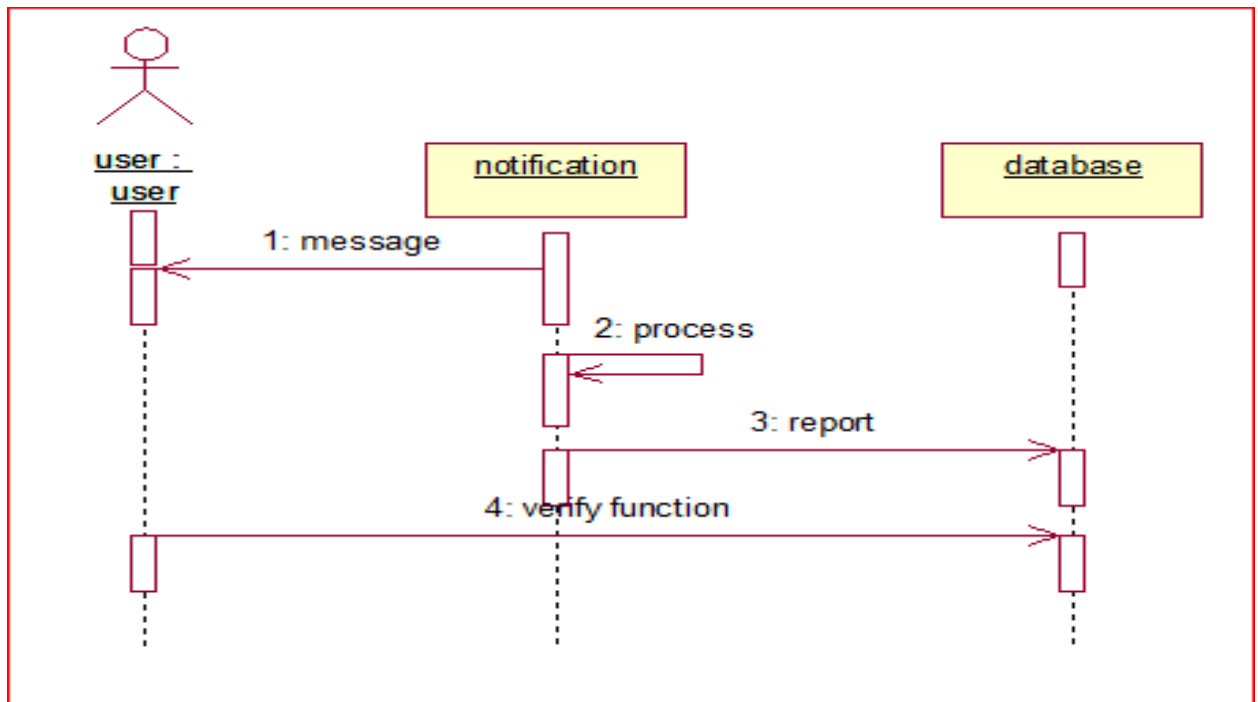 user :
user
notification
database
1: message
2: process
3: report
4: verify function